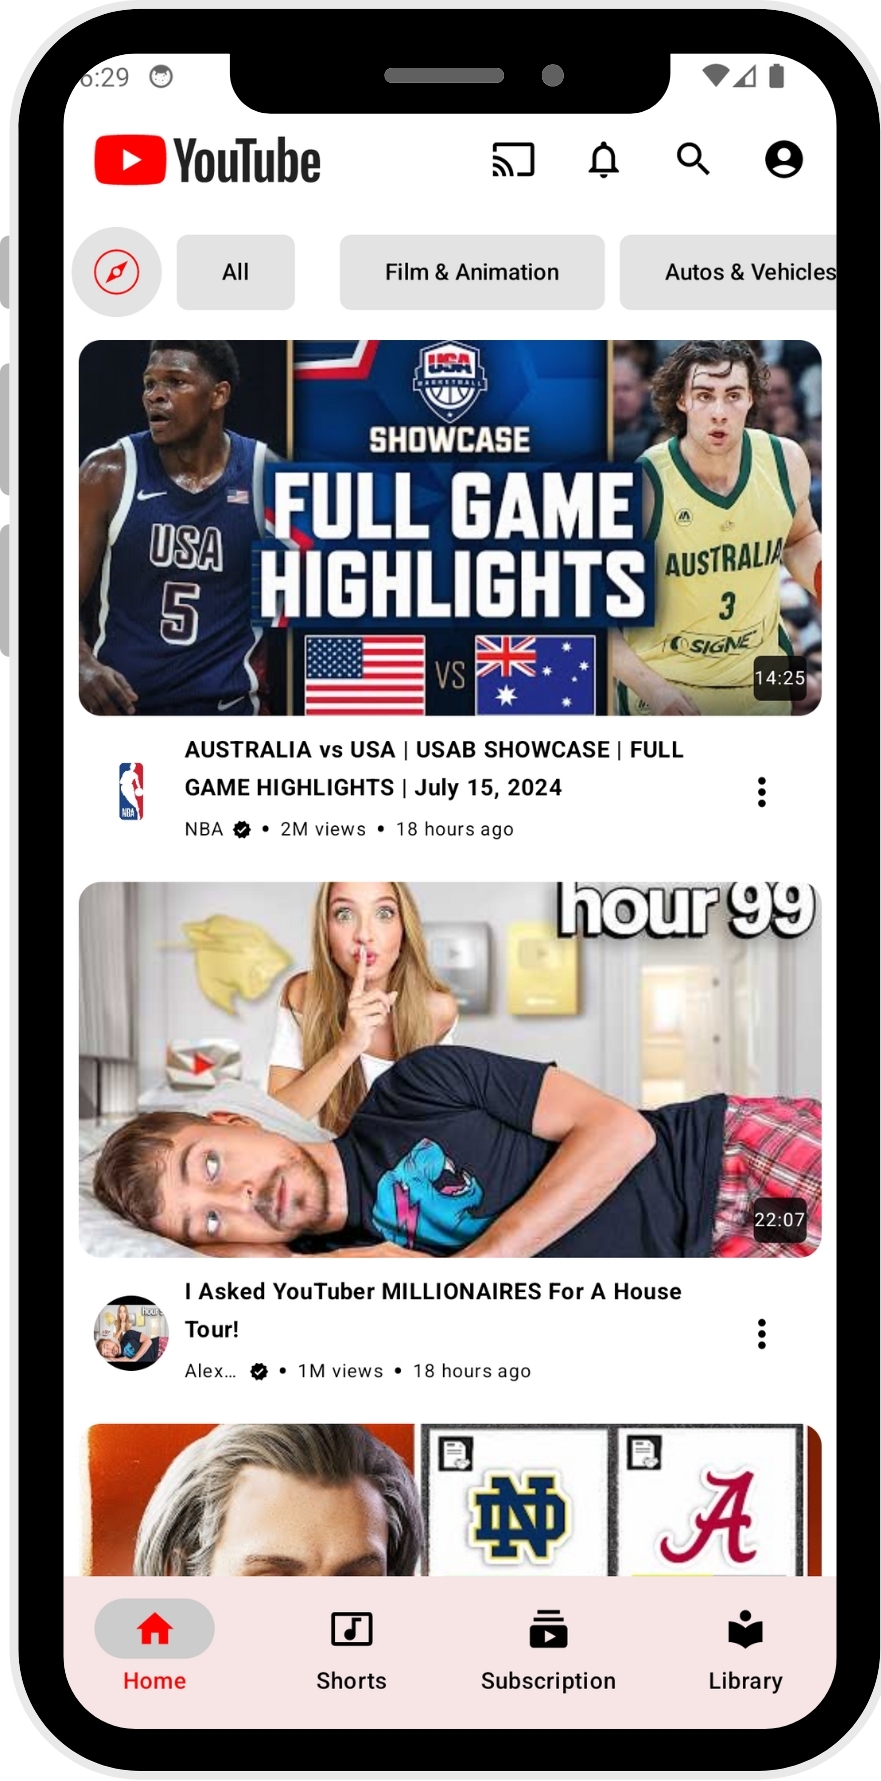 6:29
YouTube
All
Film & Animation
Autos & Vehicles
USA
BASKETBALL
SHOWCASE
FULL GAME
HIGHLIGHTS
USA
5
AUSTRALIA
3
VS
14:25
AUSTRALIA vs USA | USAB SHOWCASE | FULL
GAME HIGHLIGHTS | July 15, 2024
NBA
NBA • 2M views • 18 hours ago
hour 99
22:07
I Asked YouTuber MILLIONAIRES For A House
Tour!
Alex... • 1M views • 18 hours ago
ND
A
Home
Shorts
Subscription
Library